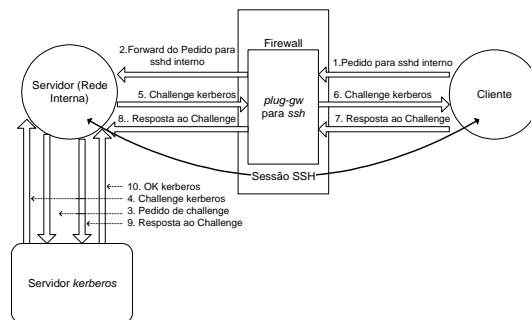 Firewall
2.Forward do Pedido para
sshd interno
1.Pedido para sshd interno
Servidor (Rede
Interna)
plug-gw
para ssh
Cliente
5. Challenge kerberos
6. Challenge kerberos
8.. Resposta ao Challenge
7. Resposta ao Challenge
Sessão SSH
10. OK kerberos
4. Challenge kerberos
3. Pedido de challenge
9. Resposta ao Challenge
Servidor kerberos